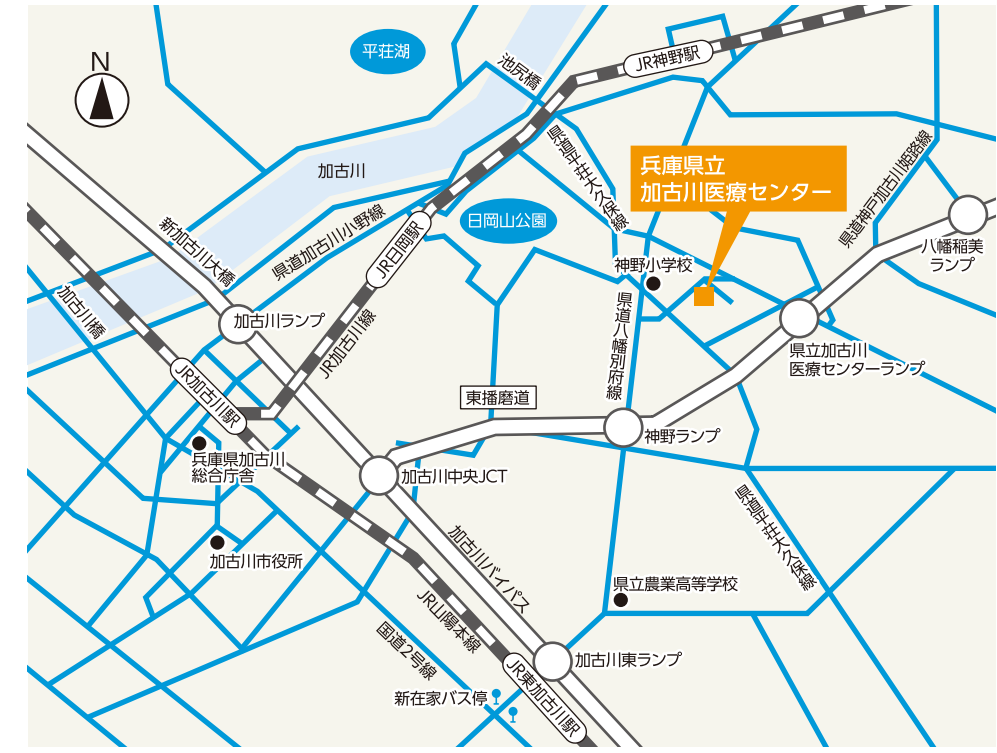 N
平荘湖
池尻橋
JR神野駅
県道平荘大久保線
兵庫県立
加古川医療センター
県道神戸加古川姫路線
加古川
新加古川大橋
県道加古川小野線
JR日岡駅
日岡山公園
神野小学校
八幡稲美
ランプ
加古川橋
加古川ランプ
JR加古川線
県道八幡別府線
県立加古川
医療センターランプ
JR加古川駅
東播磨道
神野ランプ
兵庫県加古川
総合庁舎
加古川中央JCT
県道平荘大久保線
加古川市役所
加古川バイパス
県立農業高等学校
JR山陽本線
国道2号線
加古川東ランプ
JR東加古川駅
新在家バス停